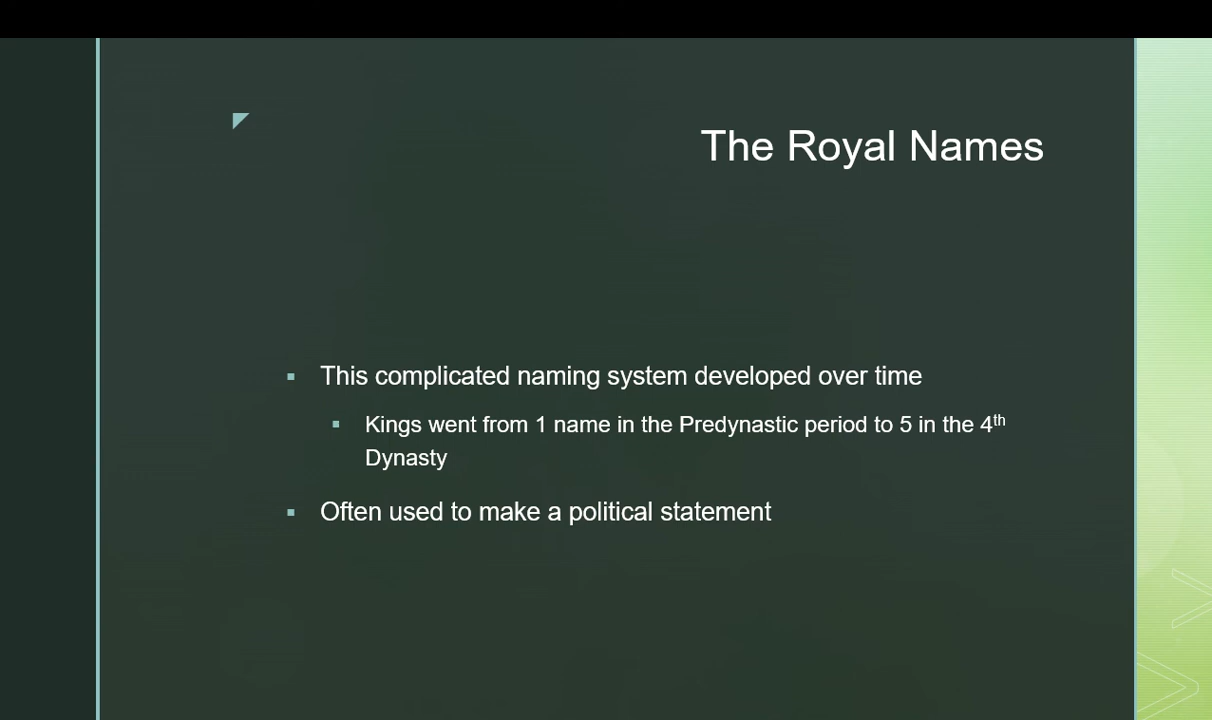 The Royal Names
▪ This complicated naming system developed over time
▪ Kings went from 1 name in the Predynastic period to 5 in the 4th
Dynasty
▪ Often used to make a political statement